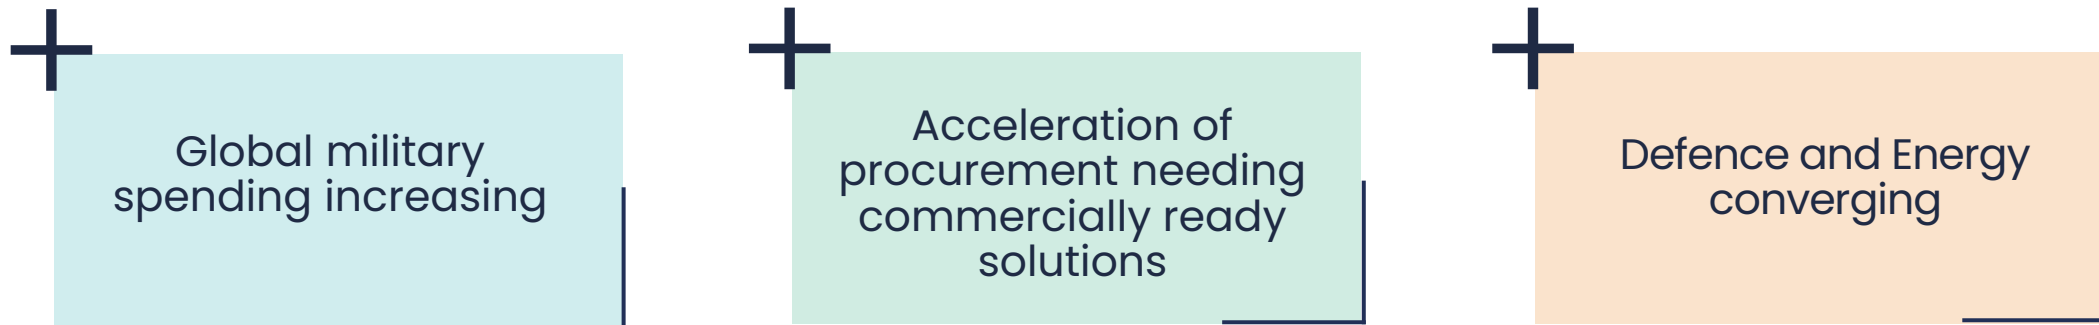 Global military
spending increasing
Acceleration of
procurement needing
commercially ready
solutions
Defence and Energy
converging